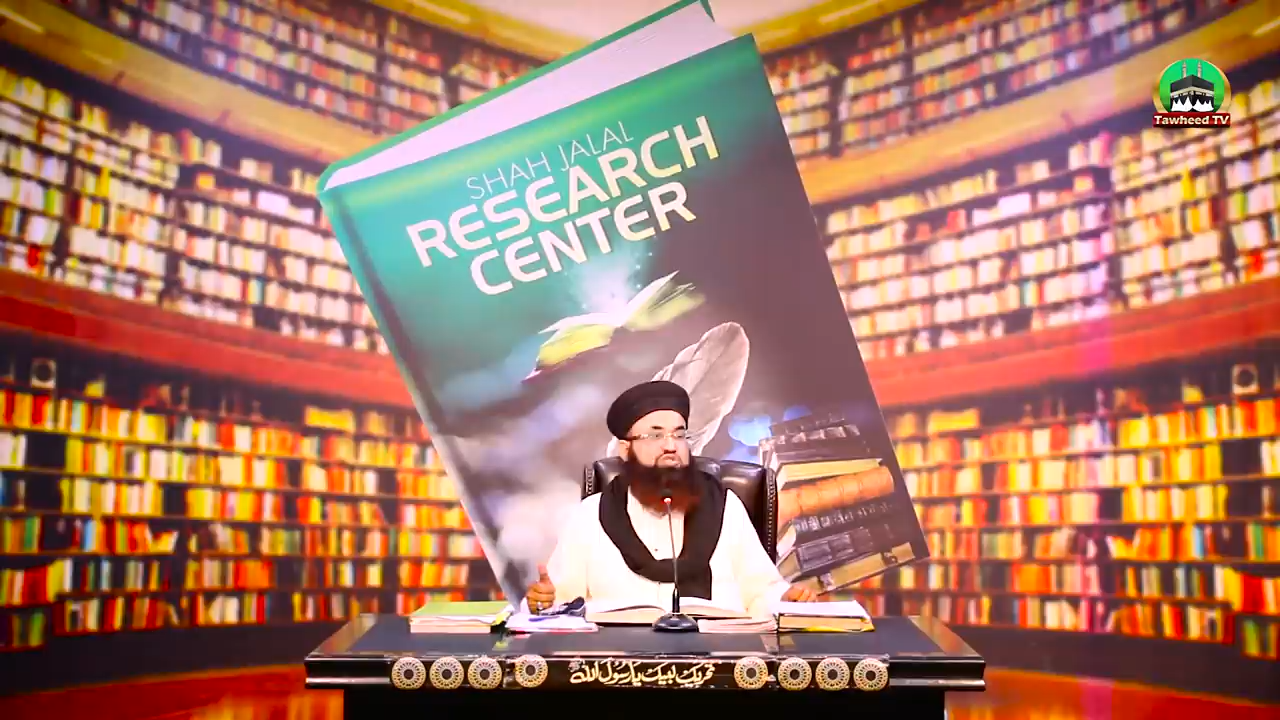 Tawheed TV
SHAH JALAL
RESEARCH
CENTER
تحریک لبیک یا رسول اللہ